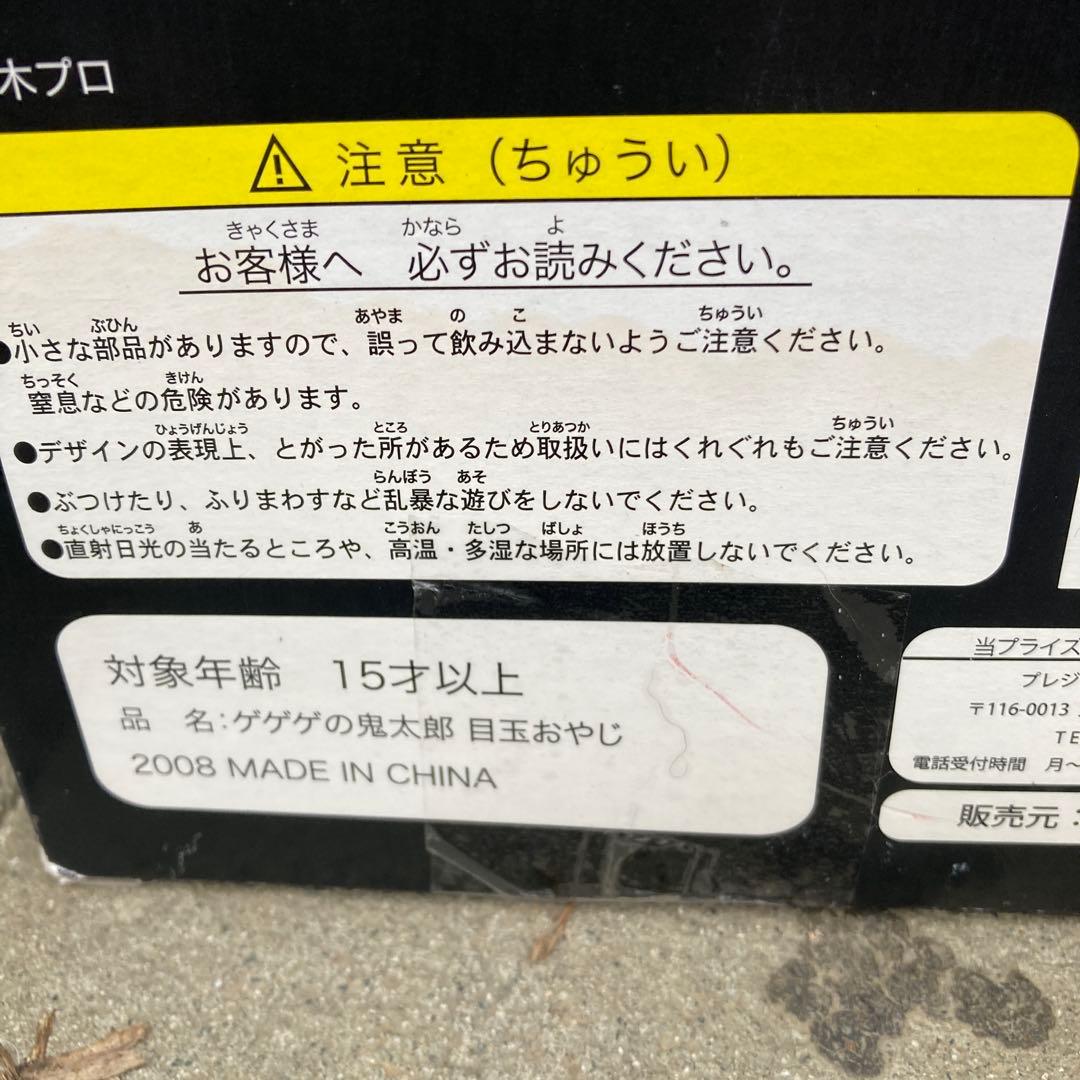 木プロ
注意（ちゅうい）
きゃくさま かなら よ
お客様へ 必ずお読みください。
ちい ぶひん あやま の こ ちゅうい
●小さな部品がありますので、誤って飲み込まないようご注意ください。
ちっそく きけん
窒息などの危険があります。
ひょうげんじょう ところ とりあつか ちゅうい
●デザインの表現上、とがった所があるため取扱いにはくれぐれもご注意ください。
らんぼう あそ
●ぶつけたり、ふりまわすなど乱暴な遊びをしないでください。
ちょくしゃにっこう あ こうおん たしつ ばしょ ほうち
●直射日光の当たるところや、高温・多湿な場所には放置しないでください。
対象年齢 15才以上
品 名：ゲゲゲの鬼太郎 目玉おやじ
2008 MADE IN CHINA
当プライズ
プレジ
〒116-0013
TE
電話受付時間 月～
販売元：